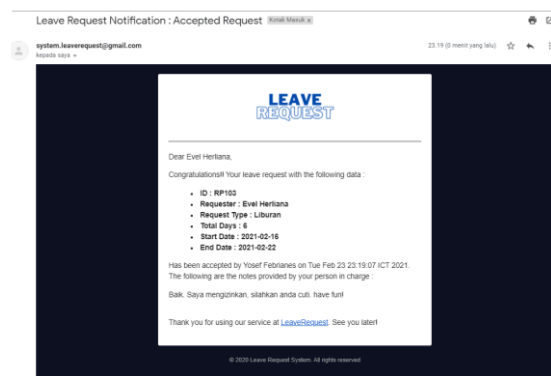 Leave Request Notification : Accepted Request Kotak Masuk x
system.leaverequest@gmail.com
23.19 (0 menit yang lalu)
kepada saya
LEAVE
REQUEST
Dear Evel Herliana,
Congratulations!! Your leave request with the following data :
• ID : RP103
• Requester : Evel Herliana
• Request Type : Liburan
• Total Days : 6
• Start Date : 2021-02-16
• End Date : 2021-02-22
Has been accepted by Yosef Febrianes on Tue Feb 23 23:19:07 ICT 2021.
The following are the notes provided by your person in charge :
Baik. Saya mengizinkan, silahkan anda cuti. have fun!
Thank you for using our service at LeaveRequest. See you later!
© 2020 Leave Request System. All rights reserved